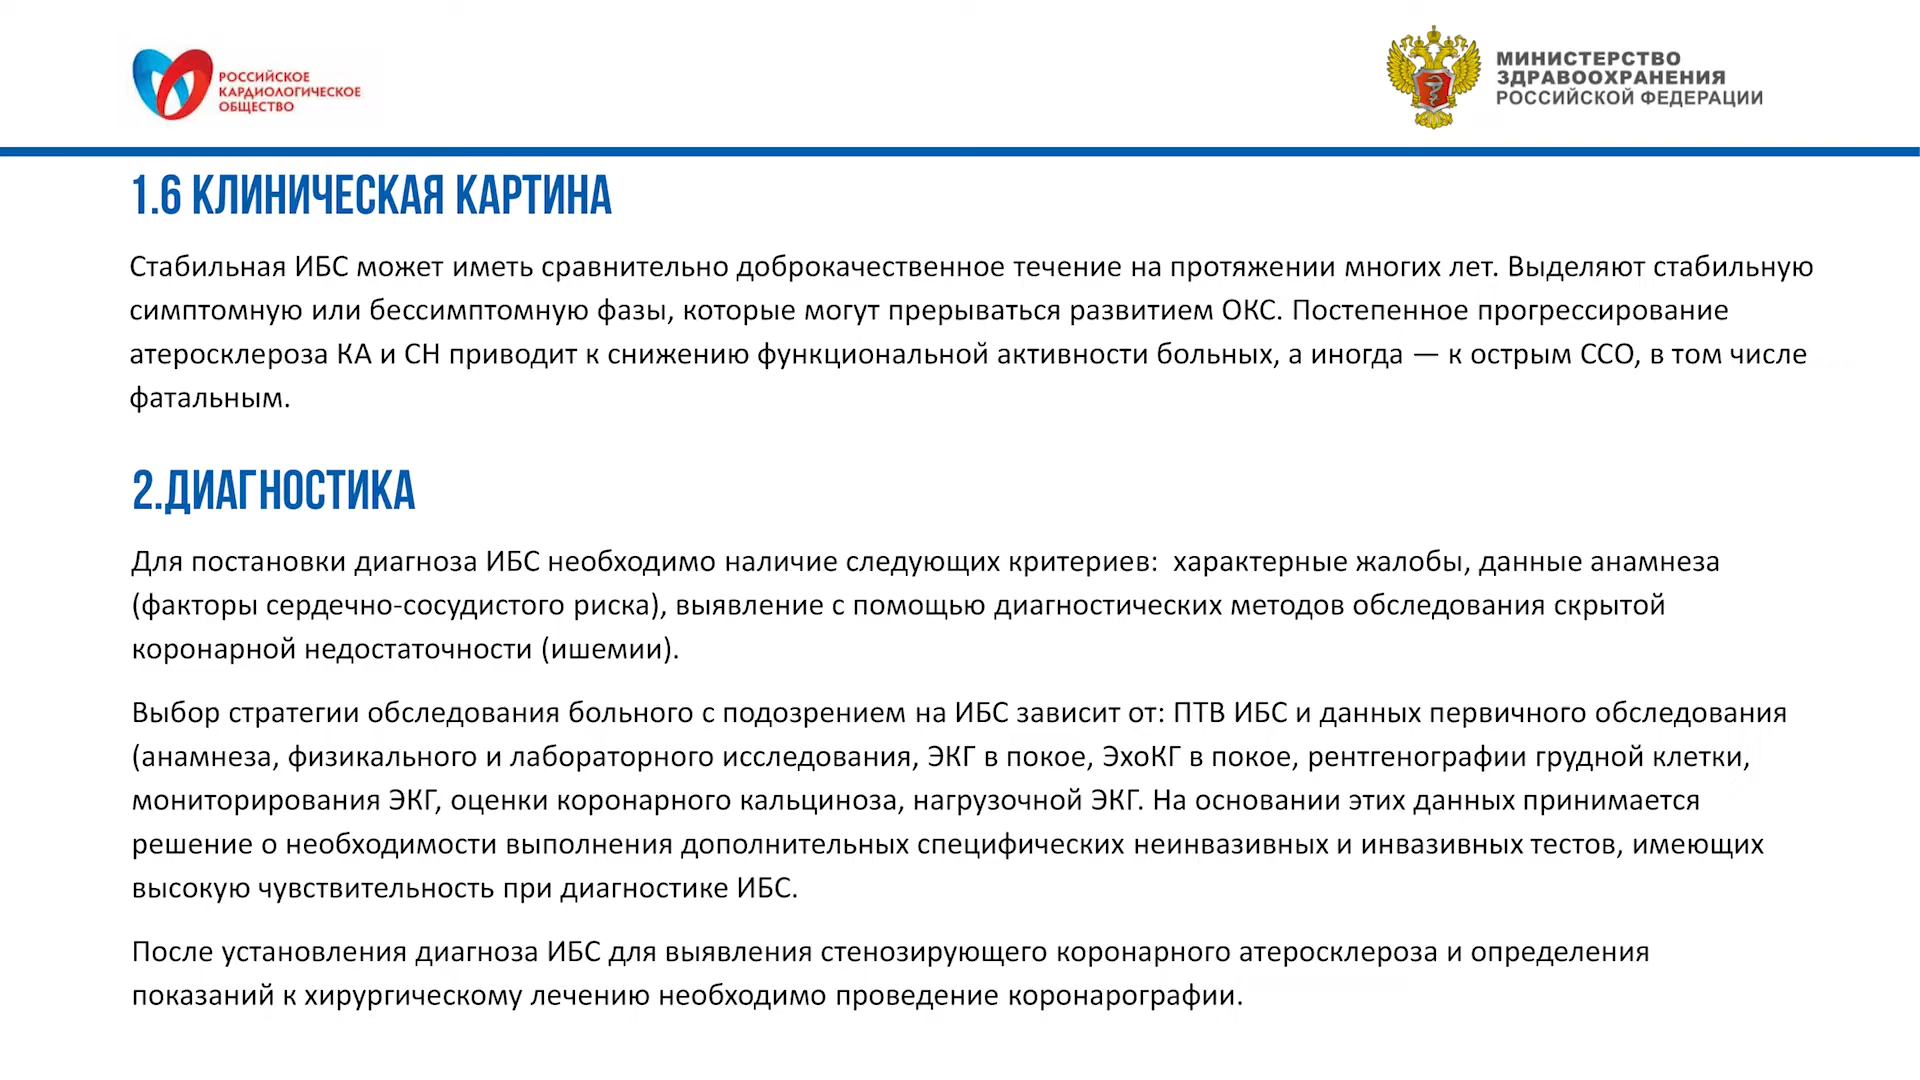 РОССИЙСКОЕ
КАРДИОЛОГИЧЕСКОЕ
ОБЩЕСТВО
МИНИСТЕРСТВО
ЗДРАВООХРАНЕНИЯ
РОССИЙСКОЙ ФЕДЕРАЦИИ
1.6 КЛИНИЧЕСКАЯ КАРТИНА
Стабильная ИБС может иметь сравнительно доброкачественное течение на протяжении многих лет. Выделяют стабильную
симптомную или бессимптомную фазы, которые могут прерываться развитием ОКС. Постепенное прогрессирование
атеросклероза КА и СН приводит к снижению функциональной активности больных, а иногда — к острым ССО, в том числе
фатальным.
2.ДИАГНОСТИКА
Для постановки диагноза ИБС необходимо наличие следующих критериев:  характерные жалобы, данные анамнеза
(факторы сердечно-сосудистого риска), выявление с помощью диагностических методов обследования скрытой
коронарной недостаточности (ишемии).
Выбор стратегии обследования больного с подозрением на ИБС зависит от: ПТВ ИБС и данных первичного обследования
(анамнеза, физикального и лабораторного исследования, ЭКГ в покое, ЭхоКГ в покое, рентгенографии грудной клетки,
мониторирования ЭКГ, оценки коронарного кальциноза, нагрузочной ЭКГ. На основании этих данных принимается
решение о необходимости выполнения дополнительных специфических неинвазивных и инвазивных тестов, имеющих
высокую чувствительность при диагностике ИБС.
После установления диагноза ИБС для выявления стенозирующего коронарного атеросклероза и определения
показаний к хирургическому лечению необходимо проведение коронарографии.